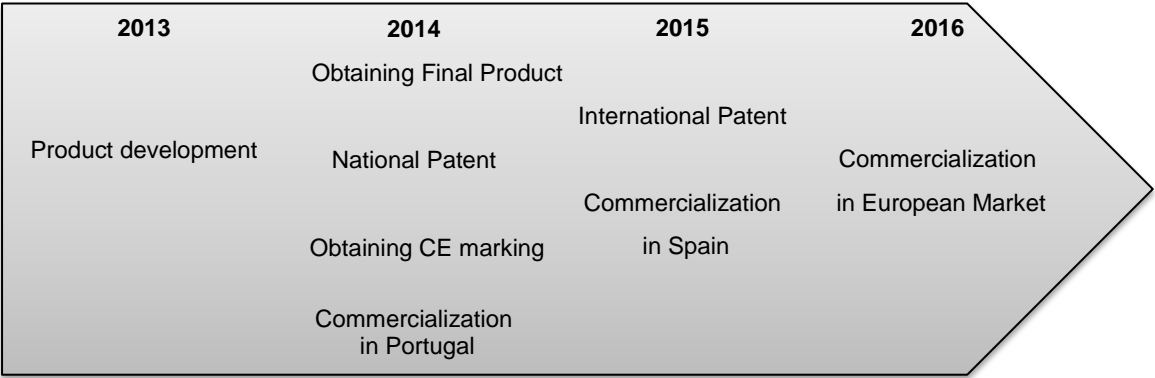 2013
Product development
2014
Obtaining Final Product
National Patent
Obtaining CE marking
Commercialization
in Portugal
2015
International Patent
Commercialization
in Spain
2016
Commercialization
in European Market